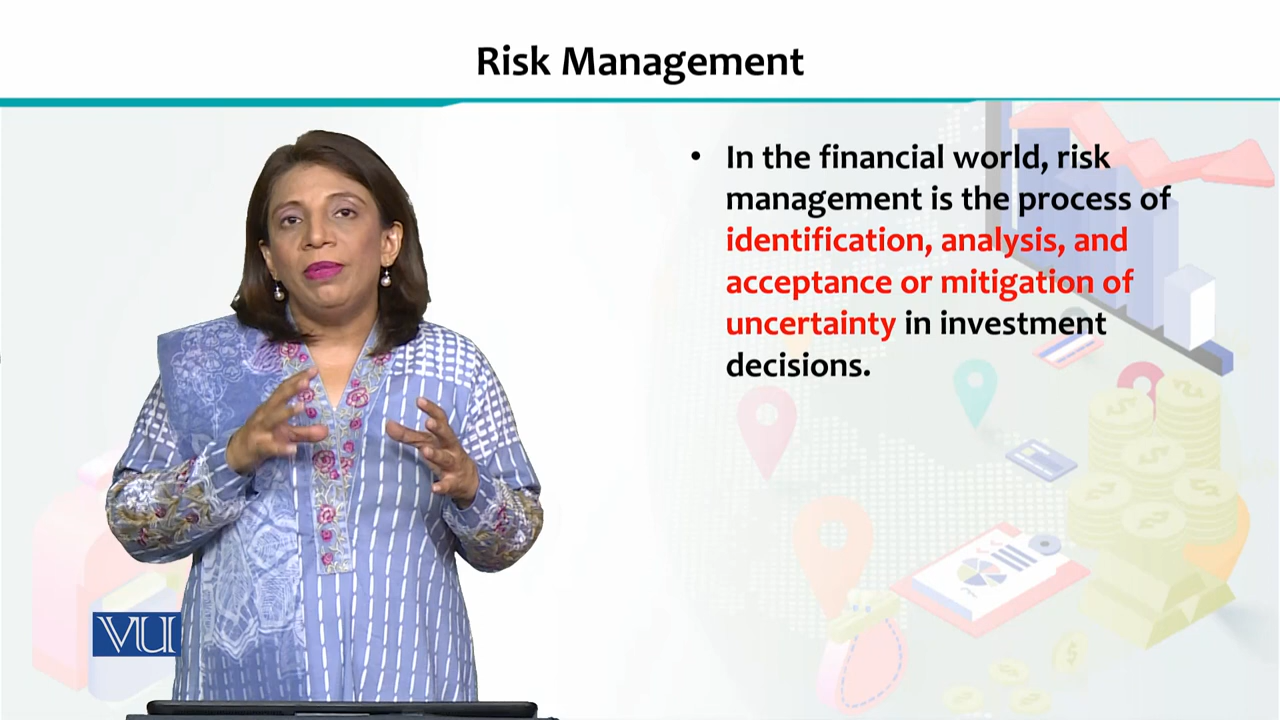 Risk Management
• In the financial world, risk
management is the process of
identification, analysis, and
acceptance or mitigation of
uncertainty in investment
decisions.
VU